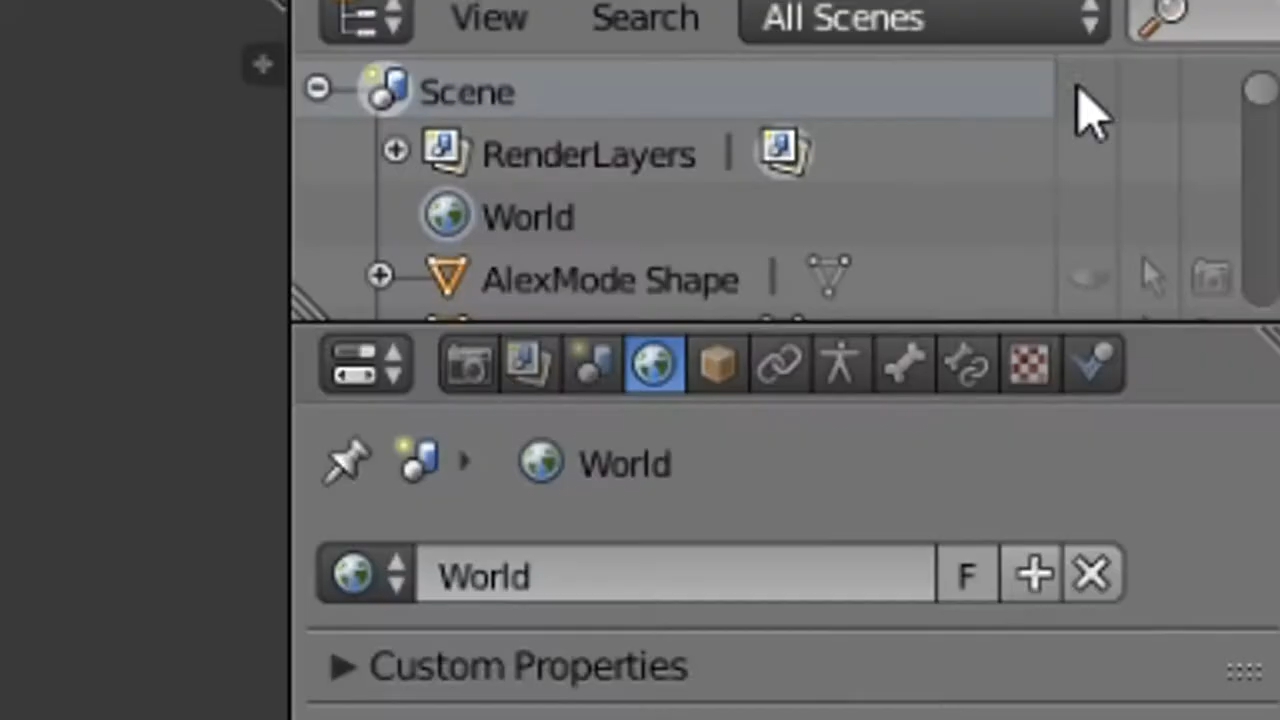 View Search All Scenes
Scene
RenderLayers
World
AlexMode Shape
World
World F
Custom Properties